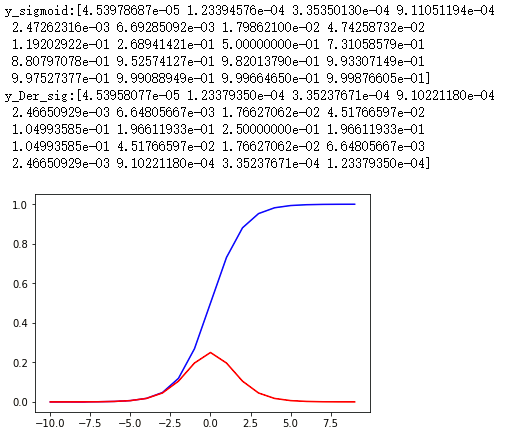 y_sigmoid:[4.53978687e-05 1.23394576e-04 3.35350130e-04 9.11051194e-04
2.47262316e-03 6.69285092e-03 1.79862100e-02 4.74258732e-02
1.19202922e-01 2.68941421e-01 5.00000000e-01 7.31058579e-01
8.80797078e-01 9.52574127e-01 9.82013790e-01 9.93307149e-01
9.97527377e-01 9.99088949e-01 9.99664650e-01 9.99876605e-01]
y_Der_sig:[4.53958077e-05 1.23379350e-04 3.35237671e-04 9.10221180e-04
2.46650929e-03 6.64805667e-03 1.76627062e-02 4.51766597e-02
1.04993585e-01 1.96611933e-01 2.50000000e-01 1.96611933e-01
1.04993585e-01 4.51766597e-02 1.76627062e-02 6.64805667e-03
2.46650929e-03 9.10221180e-04 3.35237671e-04 1.23379350e-04]
1.0
0.8
0.6
0.4
0.2
0.0
−10.0 −7.5 −5.0 −2.5 0.0 2.5 5.0 7.5